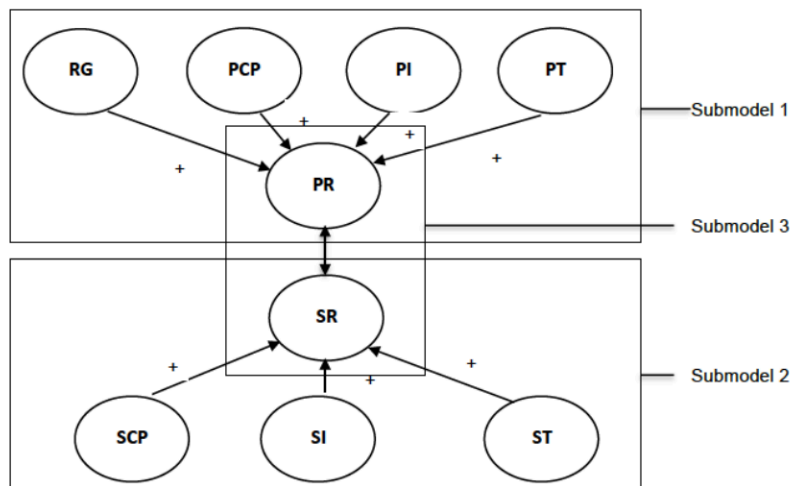 RG
PCP
PI
PT
Submodel 1
+
+
+
+
PR
Submodel 3
SR
+
+
+
Submodel 2
SCP
SI
ST